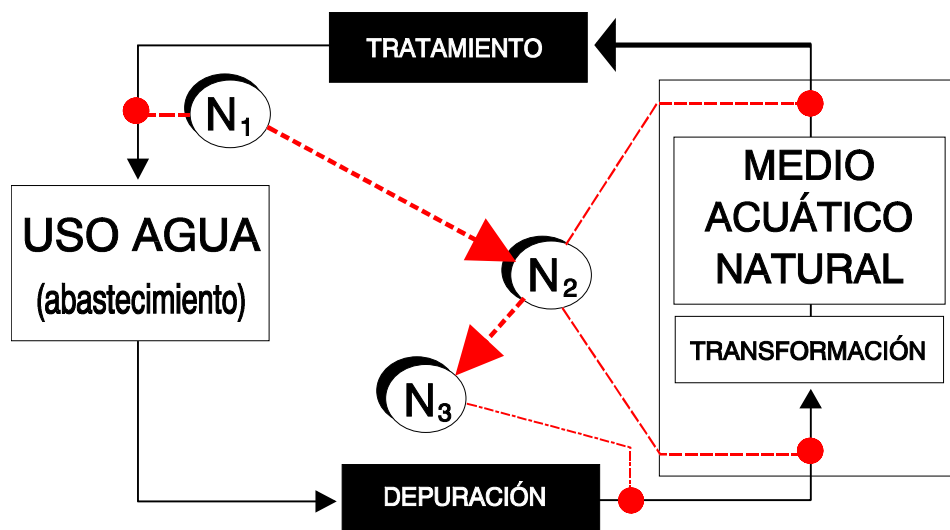 TRATAMIENTO
N1
MEDIO
ACUÁTICO
NATURAL
USO AGUA
(abastecimiento)
N2
TRANSFORMACIÓN
N3
DEPURACIÓN